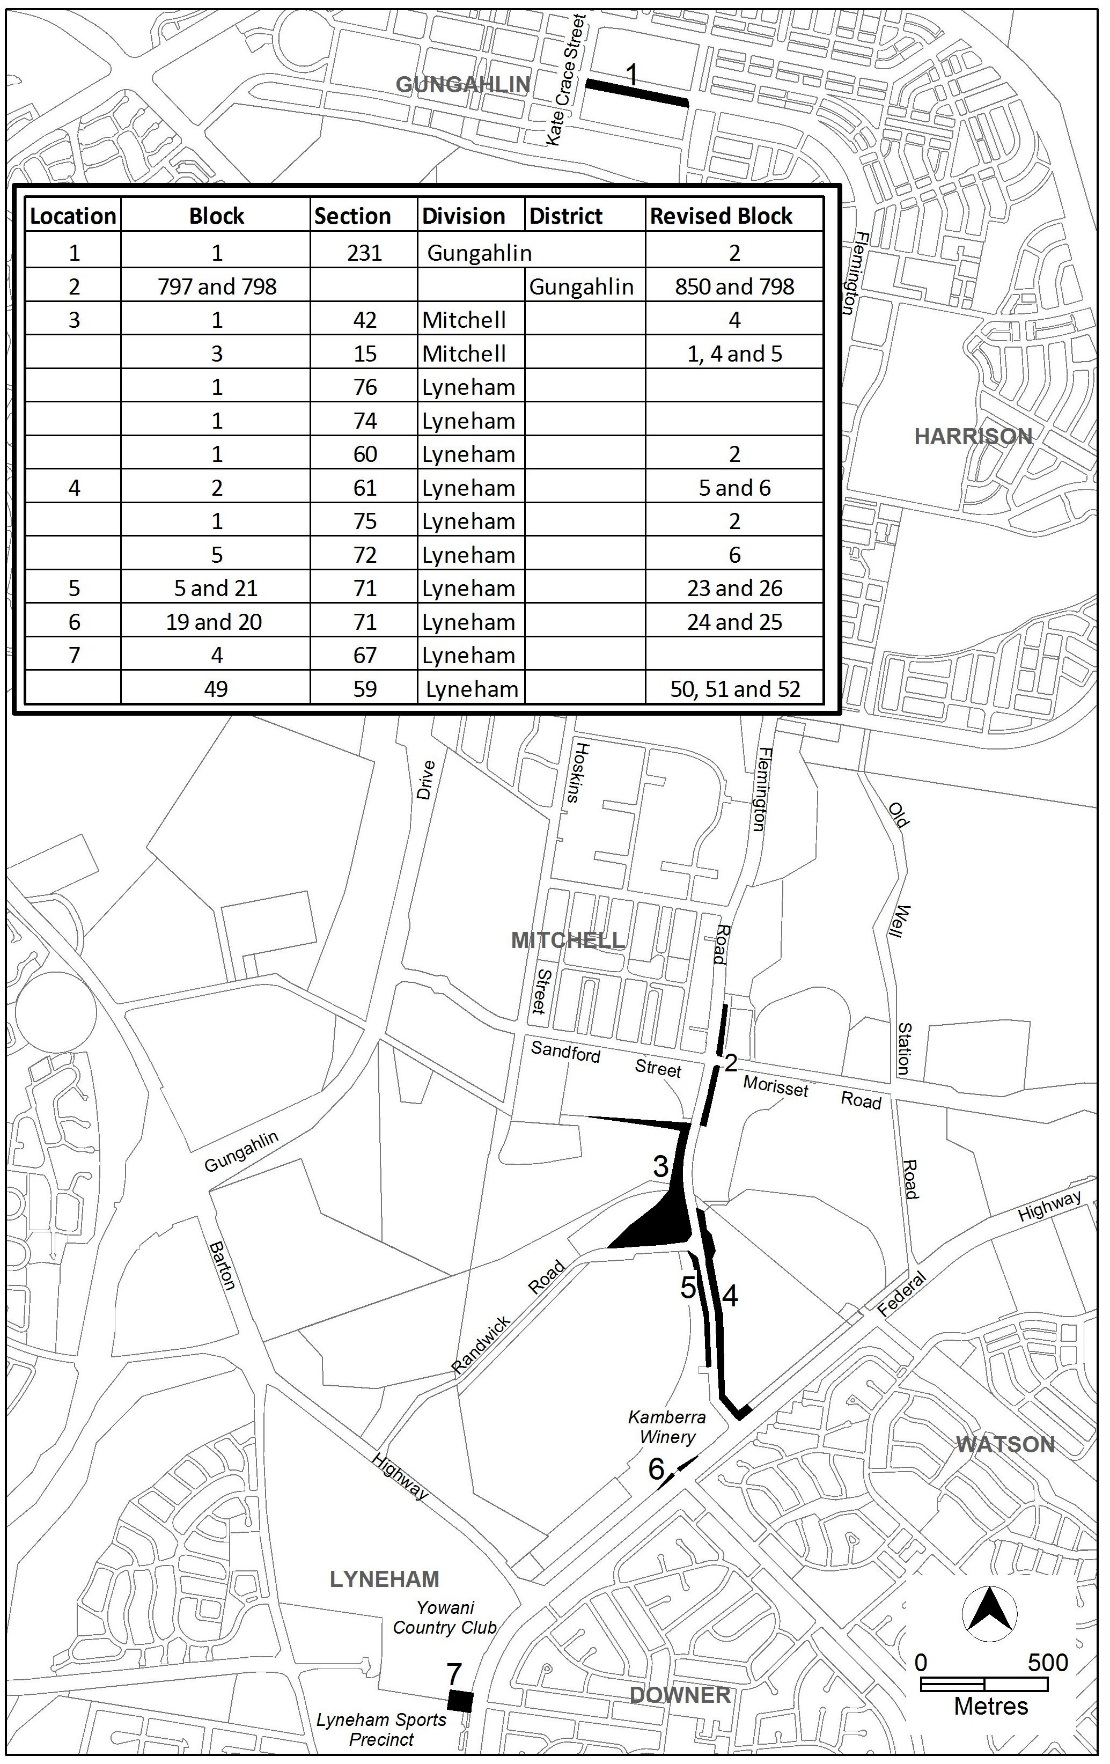 GUNGAHLIN
Kate Crace Street
1
Location Block Section Division District Revised Block
1 1 231 Gungahlin 2
2 797 and 798 Gungahlin 850 and 798
3 1 42 Mitchell 4
3 15 Mitchell 1, 4 and 5
1 76 Lyneham
1 74 Lyneham
1 60 Lyneham 2
4 2 61 Lyneham 5 and 6
1 75 Lyneham 2
5 72 Lyneham 6
5 5 and 21 71 Lyneham 23 and 26
6 19 and 20 71 Lyneham 24 and 25
7 4 67 Lyneham
49 59 Lyneham 50, 51 and 52
Flemington
HARRISON
Drive
Hoskins
Flemington
Old
Well
MITCHELL
Road
Street
Station
Sandford
Street
2
Morisset
Road
Gungahlin
3
Road
Highway
Barton
Road
5
4
Federal
Randwick
Kamberra
Winery
WATSON
6
Highway
LYNEHAM
Yowani
Country Club
7
DOWNER
Lyneham Sports
Precinct
0 500
Metres